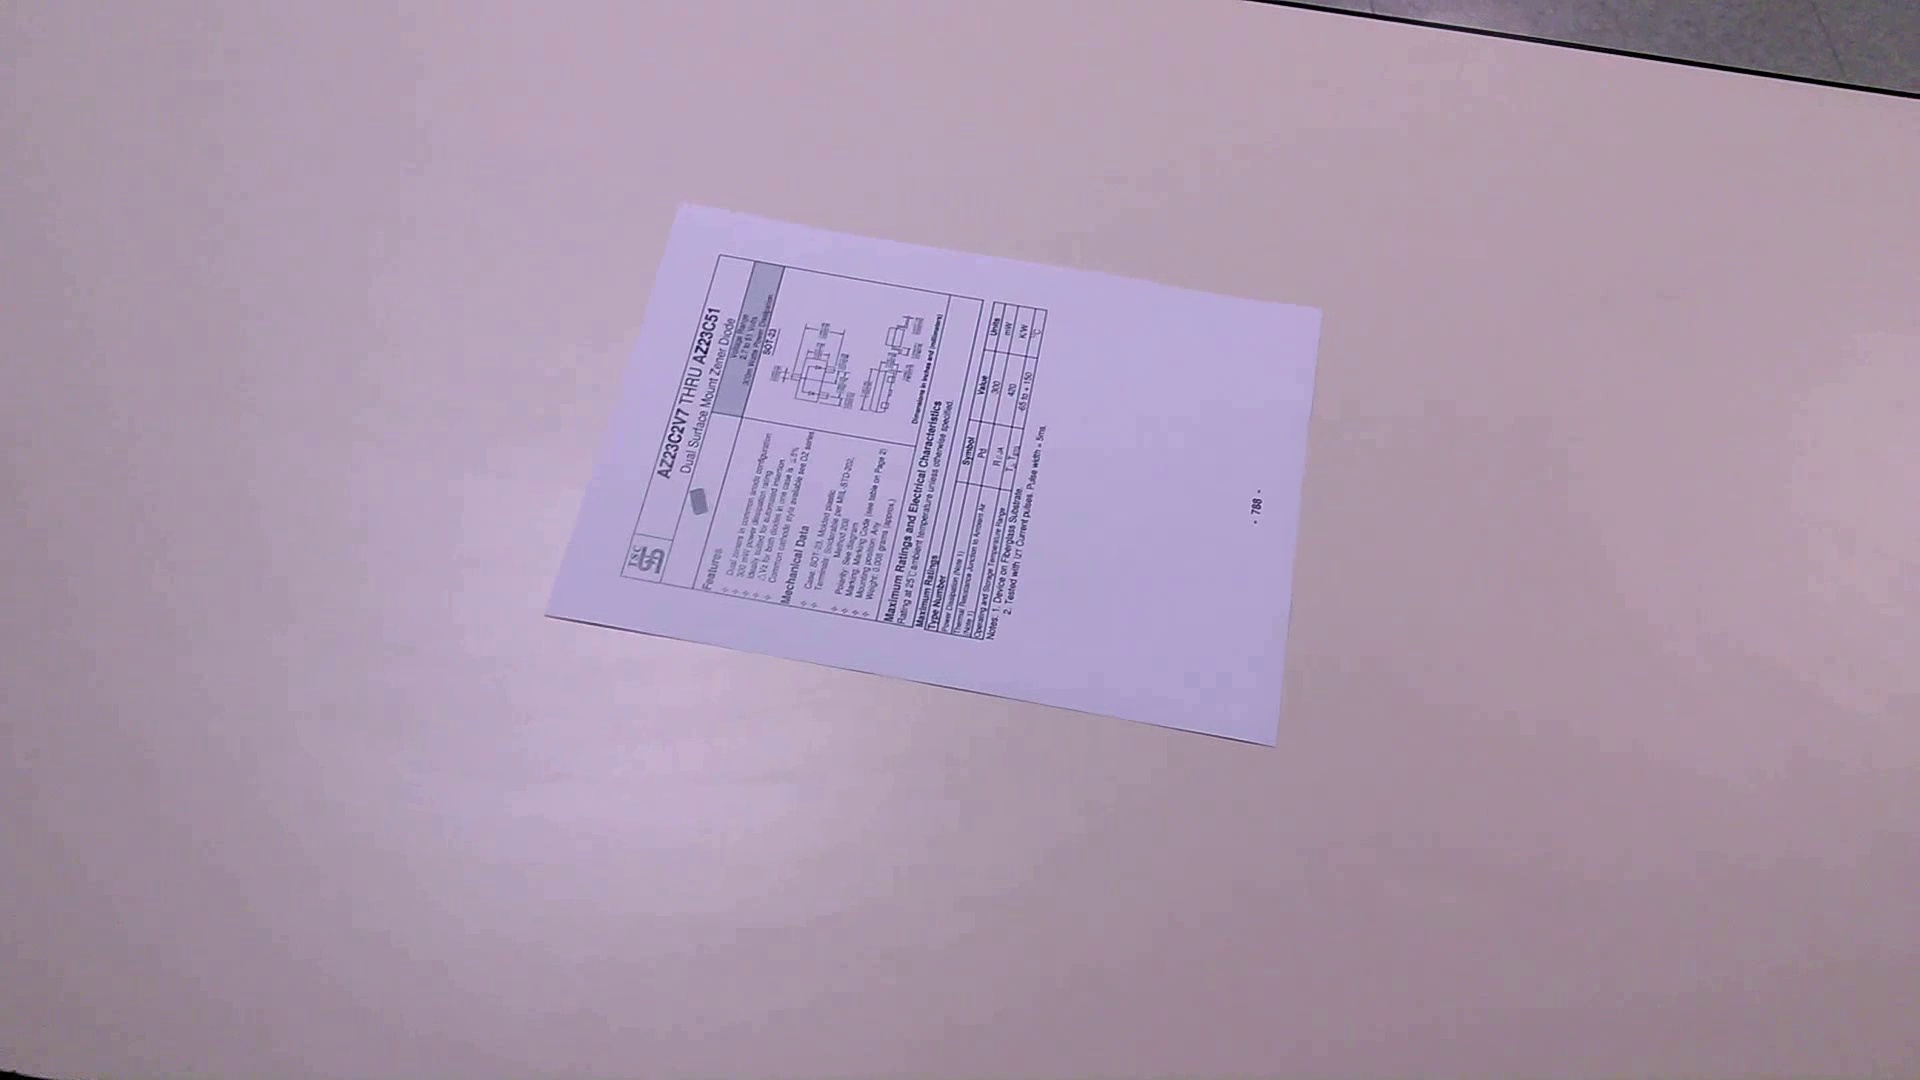 TSC
AZ23C2V7 THRU AZ23C51
Dual Surface Mount Zener Diode
Voltage Range
2.7 to 51 Volts
300m Watts Power Dissipation
SOT-23
Features
Dual zeners in common anode configuration
300 mW power dissipation rating
Ideally suited for automated insertion
△Vz for both diodes in one case is ≦5%
Common cathode style available see DZ series
Mechanical Data
Case: SOT-23, Molded plastic
Terminals: Solderable per MIL-STD-202,
Method 208
Polarity: See diagram
Marking: Marking Code (see table on Page 2)
Mounting position: Any
Weight: 0.008 grams (approx.)
Dimensions in inches and (millimeters)
Maximum Ratings and Electrical Characteristics
Rating at 25℃ ambient temperature unless otherwise specified.
Maximum Ratings
Type Number Symbol Value Units
Power Dissipation (Note 1) Pd 300 mW
Thermal Resistance Junction to Ambient Air
(Note 1) R θJA 420 K/W
Operating and Storage Temperature Range 65 to + 150 ℃
Notes: 1. Device on Fiberglass Substrate.
2. Tested with IZT Current pulses. Pulse width = 5ms.
- 788 -